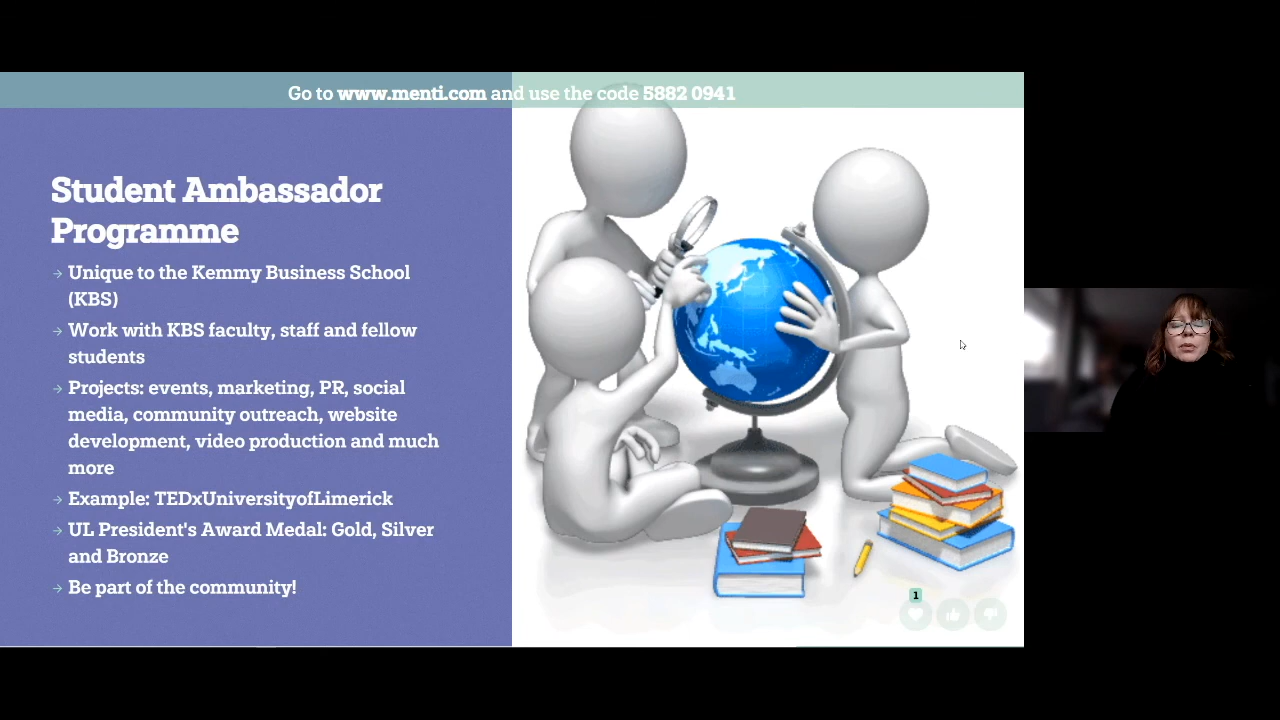 Go to www.menti.com and use the code 5882 0941
Student Ambassador
Programme
→ Unique to the Kemmy Business School
(KBS)
→ Work with KBS faculty, staff and fellow
students
→ Projects: events, marketing, PR, social
media, community outreach, website
development, video production and much
more
→ Example: TEDxUniversityofLimerick
→ UL President's Award Medal: Gold, Silver
and Bronze
→ Be part of the community!
1